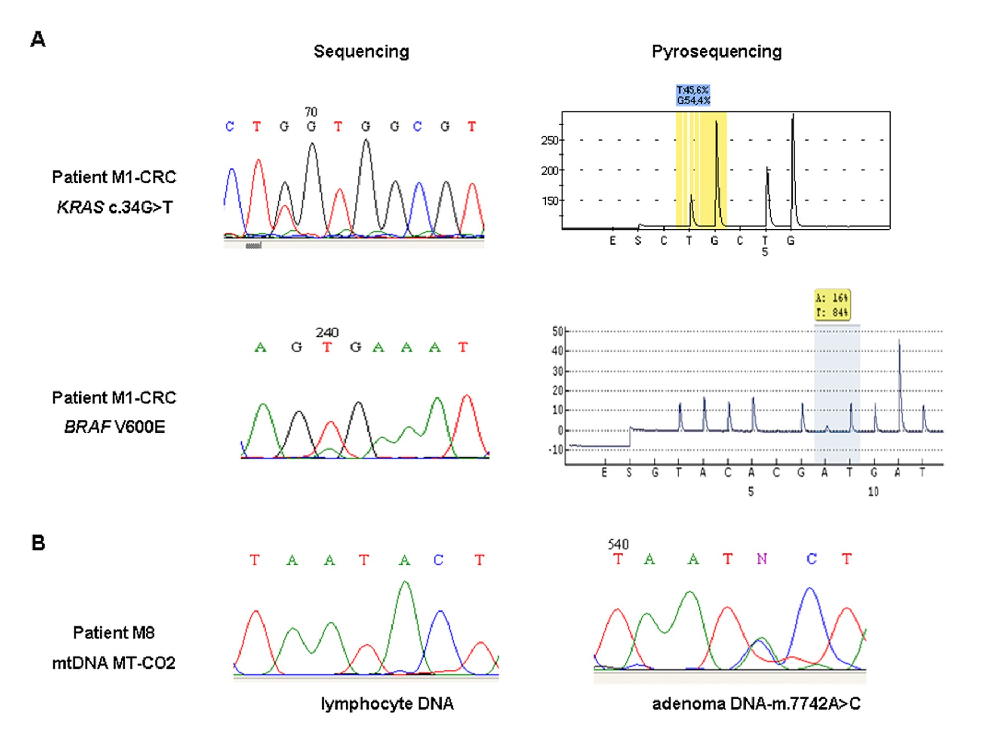 A
Sequencing
Pyrosequencing
T:45,6%
G:54,4%
70
C T G G T G G C G T
Patient M1-CRC
KRAS c.34G>T
250
200
150
E S C T G C T G
5
A: 16%
T: 84%
240
A G T G A A A T
Patient M1-CRC
BRAF V600E
50
40
30
20
10
0
-10
E S G T A C A C G A T G A T
5 10
B
540
T A A T A C T
T A A T N C T
Patient M8
mtDNA MT-CO2
lymphocyte DNA
adenoma DNA-m.7742A>C